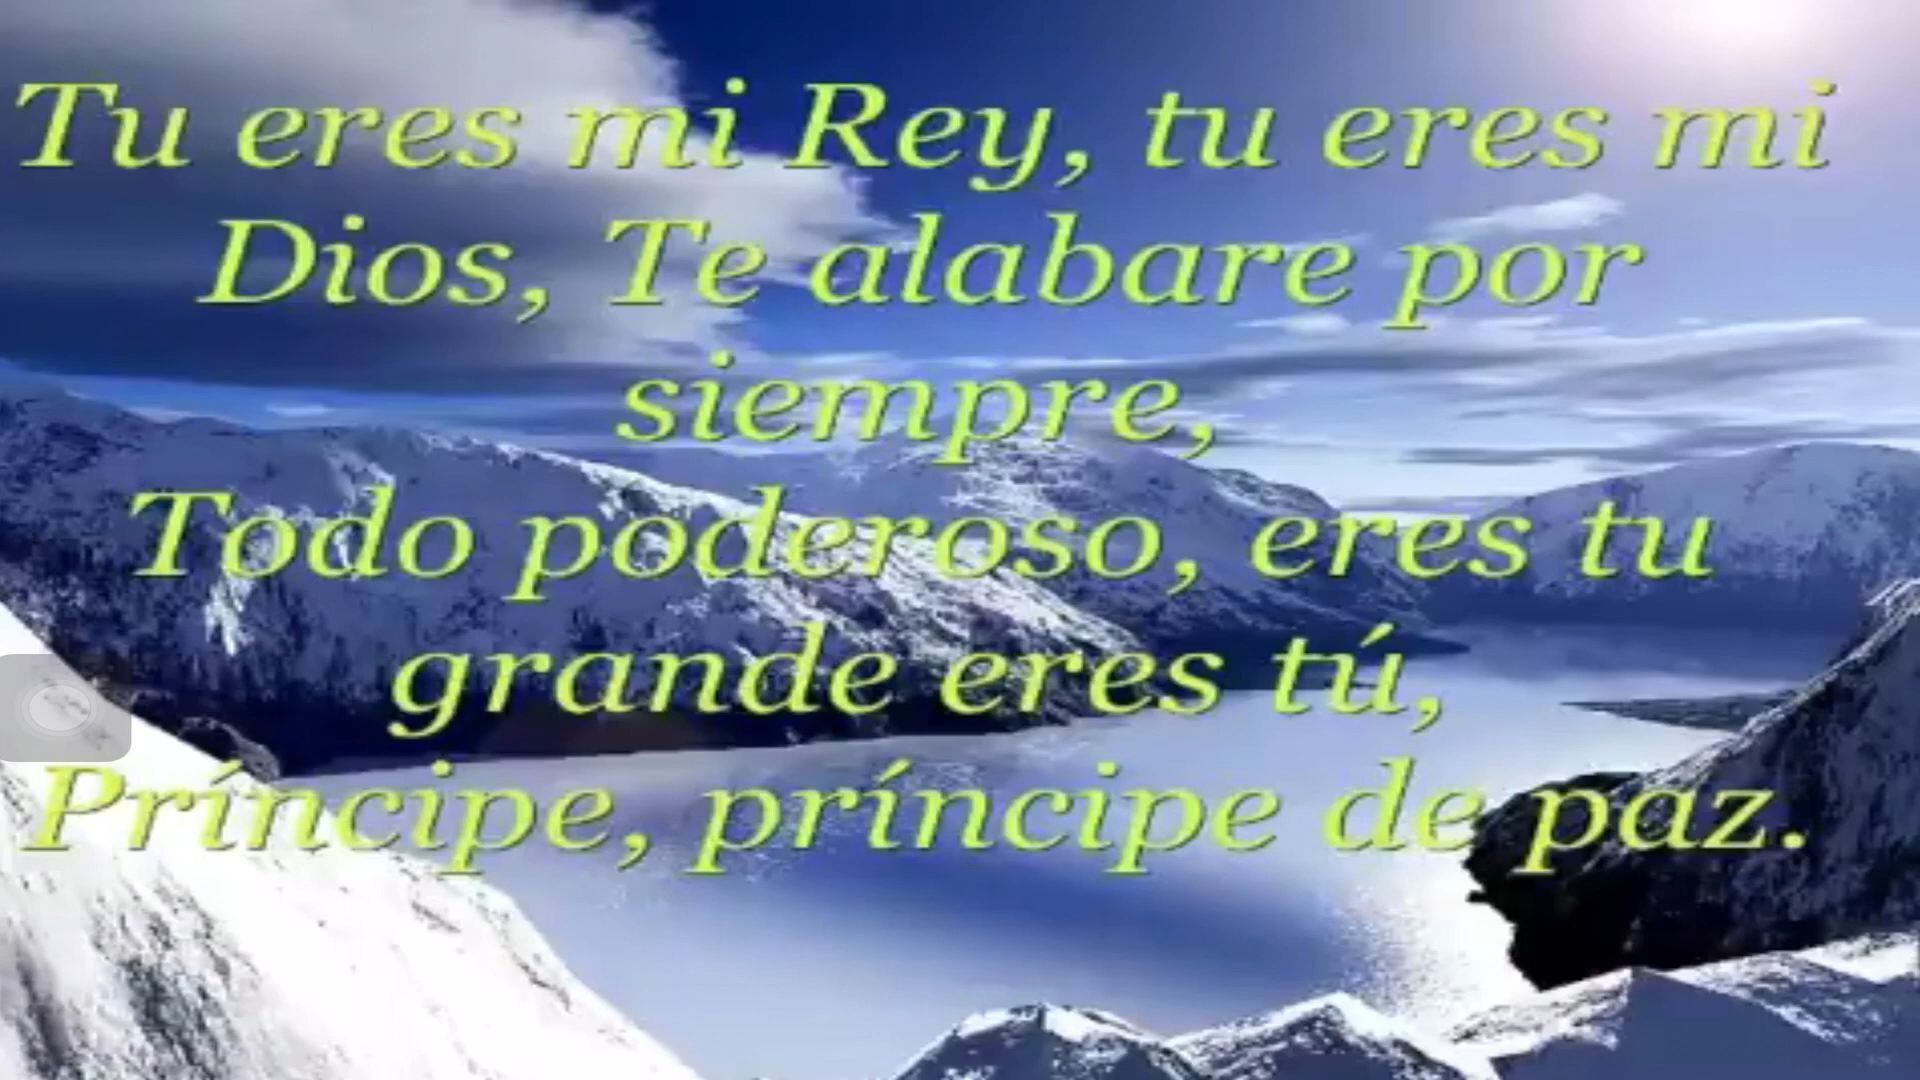 Tu eres mi Rey, tu eres mi
Dios, Te alabare por
siempre,
Todo poderoso, eres tu
grande eres tú,
Príncipe, príncipe de paz.